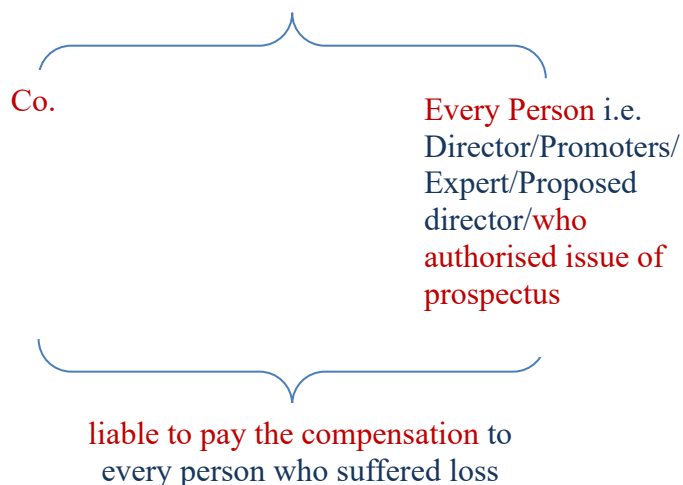 Co.
Every Person i.e.
Director/Promoters/
Expert/Proposed
director/who
authorised issue of
prospectus
liable to pay the compensation to
every person who suffered loss